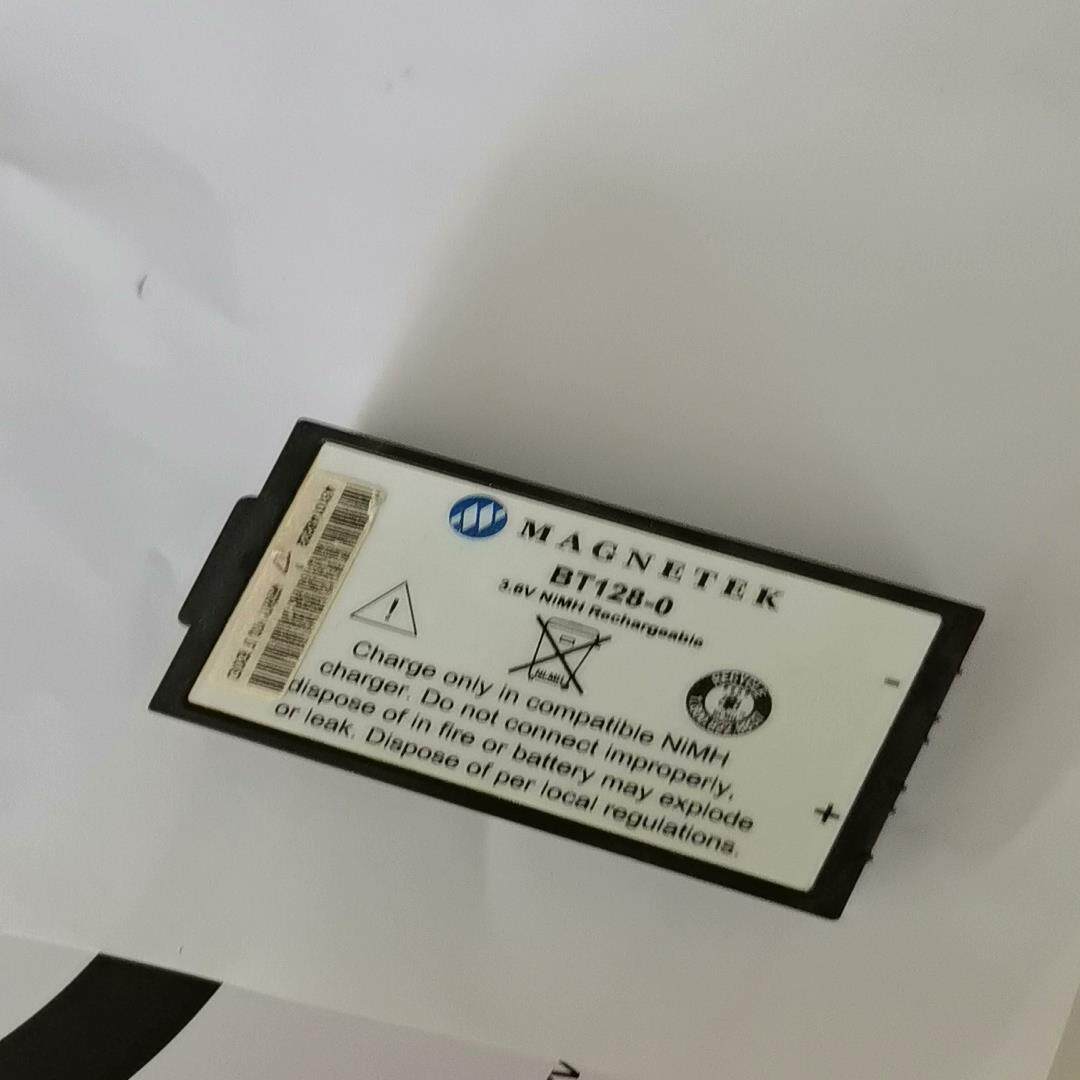 MAGNETEK
BT128-0
3.6V NiMH Rechargeable
Charge only in compatible NiMH
charger. Do not connect improperly,
dispose of in fire or battery may explode
or leak. Dispose of per local regulations.
-
+